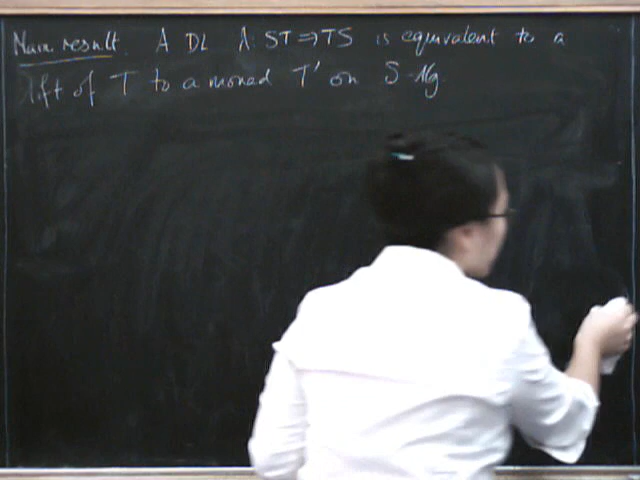 Main result. A DL λ: ST ⇒ TS is equivalent to a
lift of T to a monad T' on S-Alg